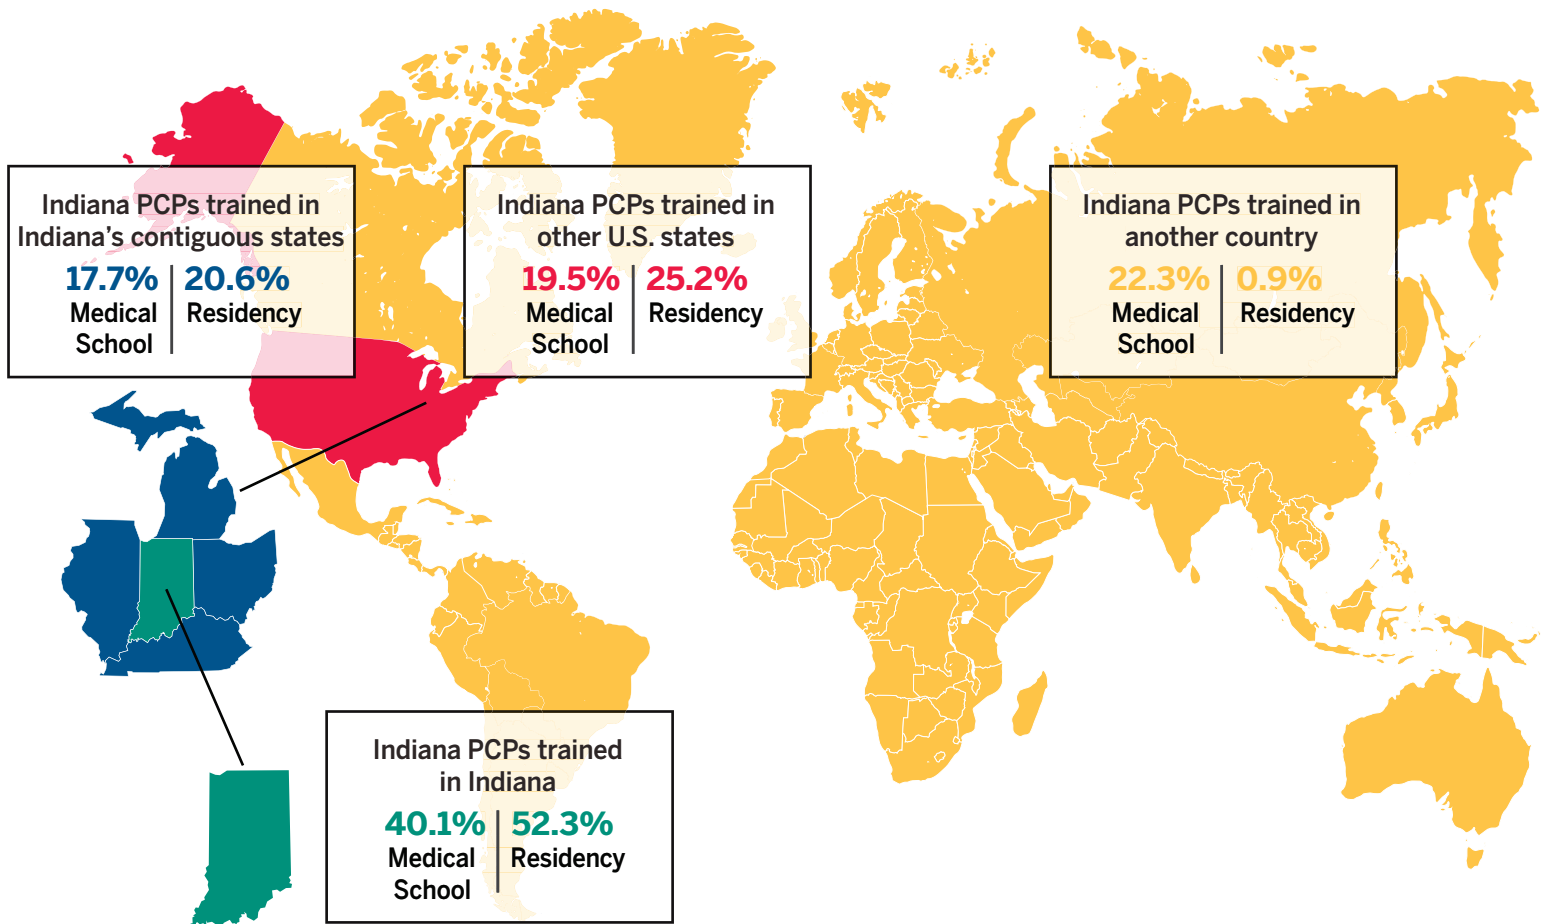 Indiana PCPs trained in
Indiana's contiguous states
17.7% 20.6%
Medical Residency
School
Indiana PCPs trained in
other U.S. states
19.5% 25.2%
Medical Residency
School
Indiana PCPs trained in
another country
22.3% 0.9%
Medical Residency
School
Indiana PCPs trained
in Indiana
40.1% 52.3%
Medical Residency
School